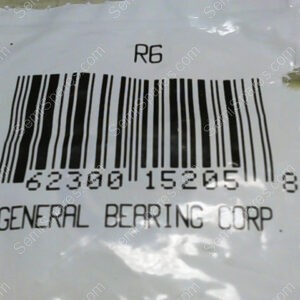 R6
62300 15205 8
GENERAL BEARING CORP